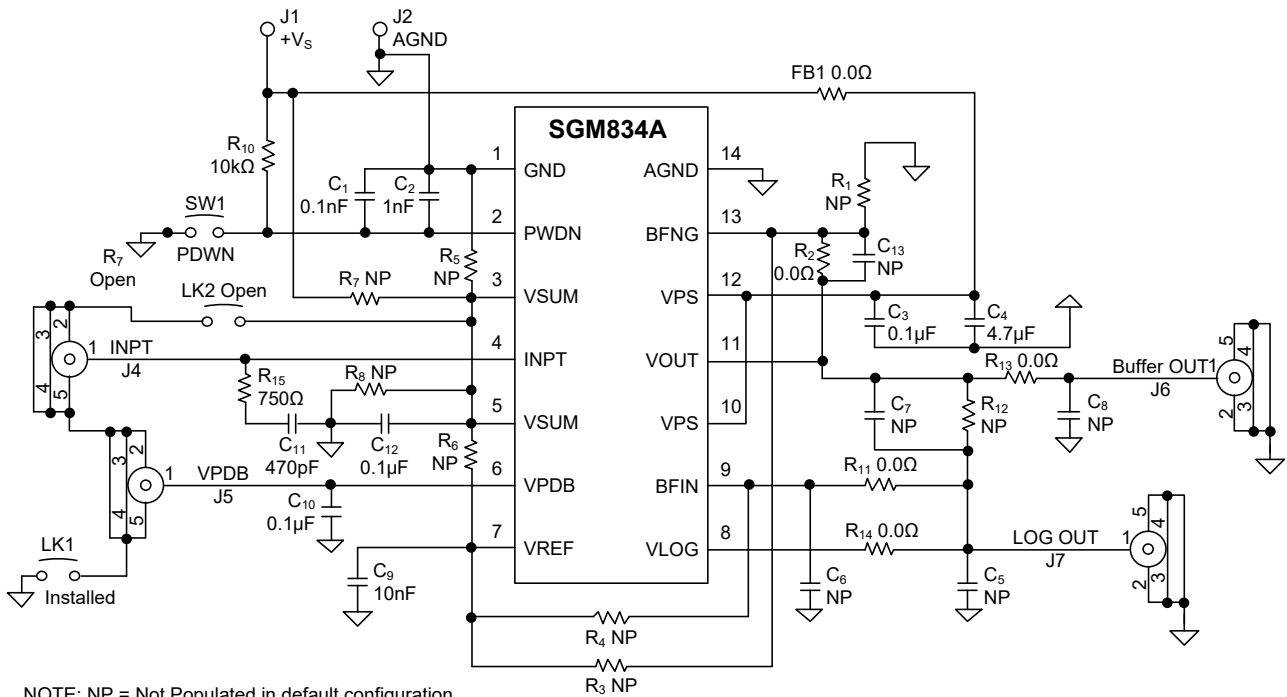 J1
+VS
J2
AGND
FB1 0.0Ω
SGM834A
R10
10kΩ
1
GND
AGND
14
C1
0.1nF
C2
1nF
R1
NP
SW1
PDWN
2
PWDN
BFNG
13
R7
Open
R5
NP
R2
0.0Ω
C13
NP
R7 NP
3
VSUM
VPS
12
LK2 Open
C3
0.1µF
C4
4.7µF
3
2
4
5
1
INPT
J4
4
INPT
VOUT
11
R15
750Ω
R8 NP
R13 0.0Ω
Buffer OUT
J6
1
5
4
2
3
C11
470pF
C12
0.1µF
5
VSUM
VPS
10
C7
NP
R12
NP
C8
NP
R6
NP
3
2
4
5
1
VPDB
J5
6
VPDB
BFIN
9
R11 0.0Ω
C10
0.1µF
7
VREF
VLOG
8
R14 0.0Ω
LOG OUT
J7
1
5
4
2
3
LK1
Installed
C9
10nF
C6
NP
C5
NP
R4 NP
R3 NP
NOTE: NP = Not Populated in default configuration